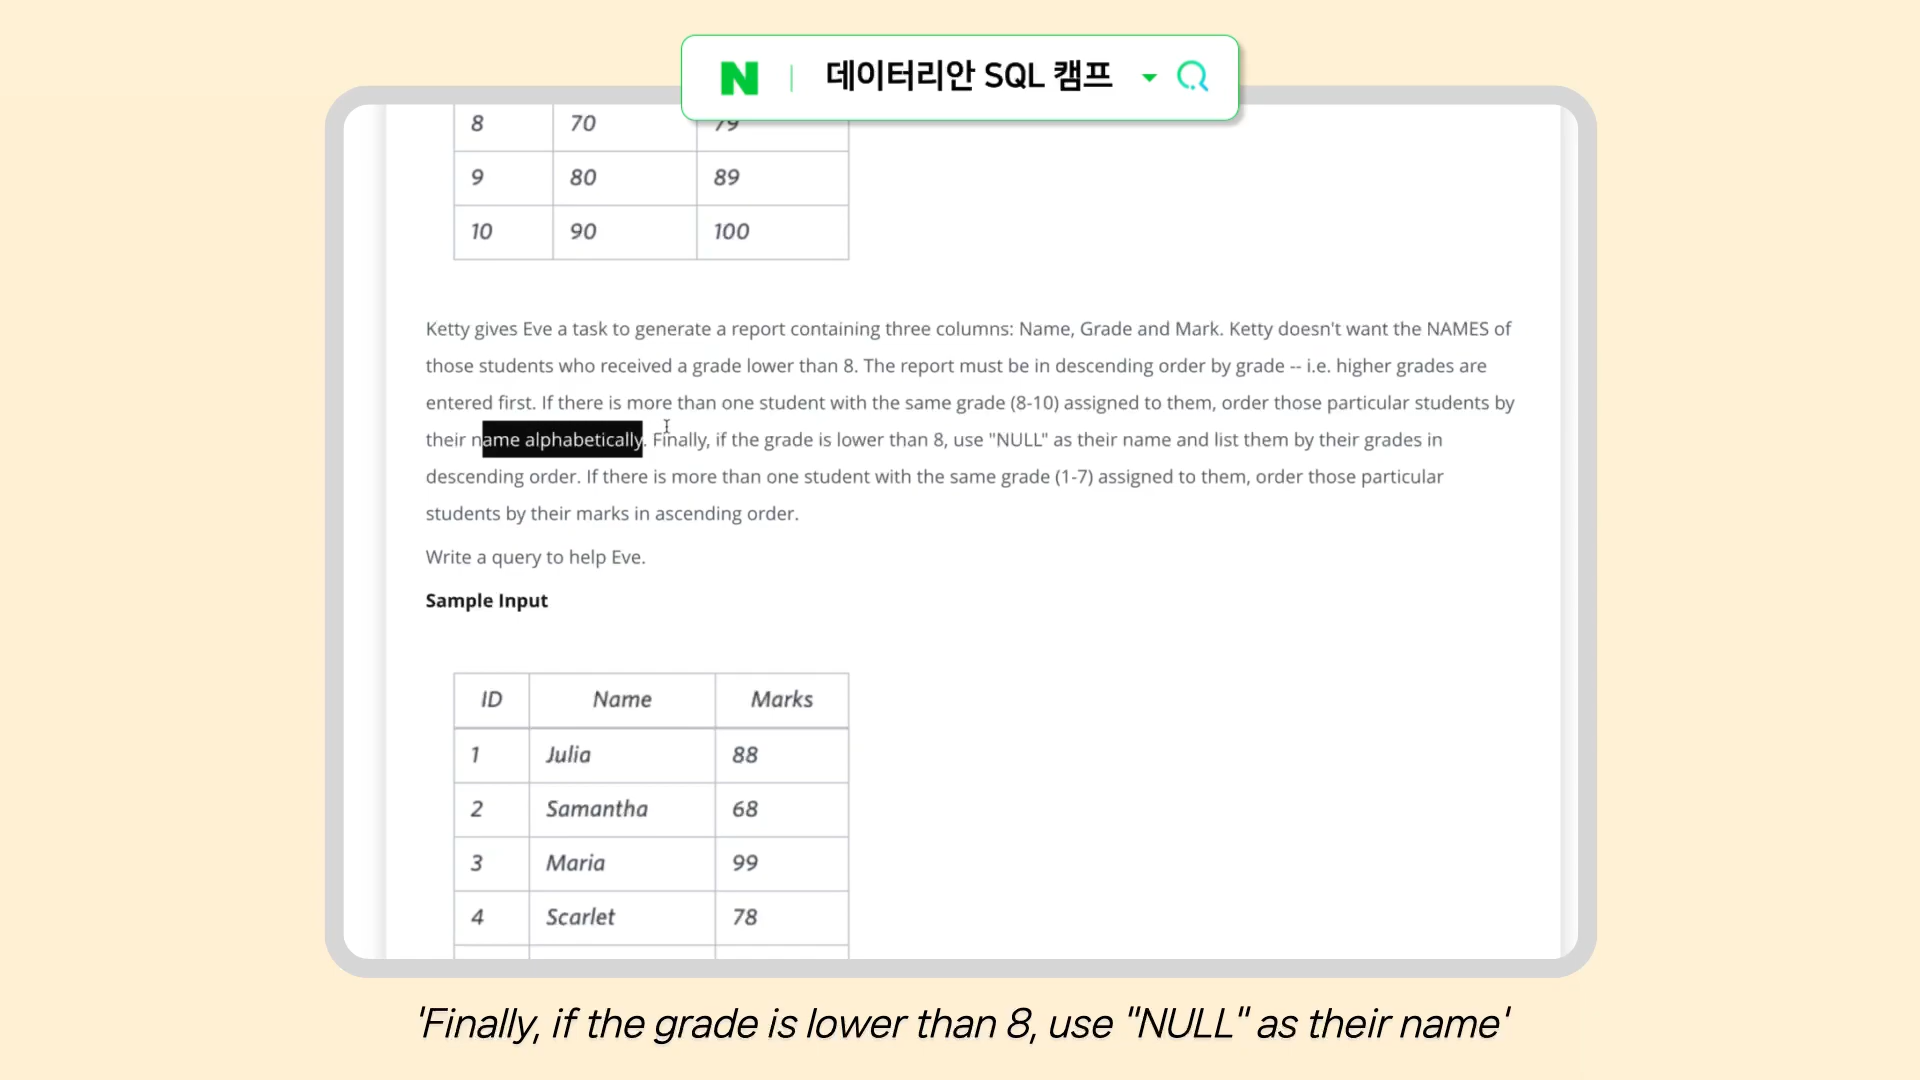 N | 데이터리안 SQL 캠프
8 70 79
9 80 89
10 90 100
Ketty gives Eve a task to generate a report containing three columns: Name, Grade and Mark. Ketty doesn't want the NAMES of
those students who received a grade lower than 8. The report must be in descending order by grade -- i.e. higher grades are
entered first. If there is more than one student with the same grade (8-10) assigned to them, order those particular students by
their name alphabetically. Finally, if the grade is lower than 8, use "NULL" as their name and list them by their grades in
descending order. If there is more than one student with the same grade (1-7) assigned to them, order those particular
students by their marks in ascending order.
Write a query to help Eve.
Sample Input
ID Name Marks
1 Julia 88
2 Samantha 68
3 Maria 99
4 Scarlet 78
'Finally, if the grade is lower than 8, use "NULL" as their name'